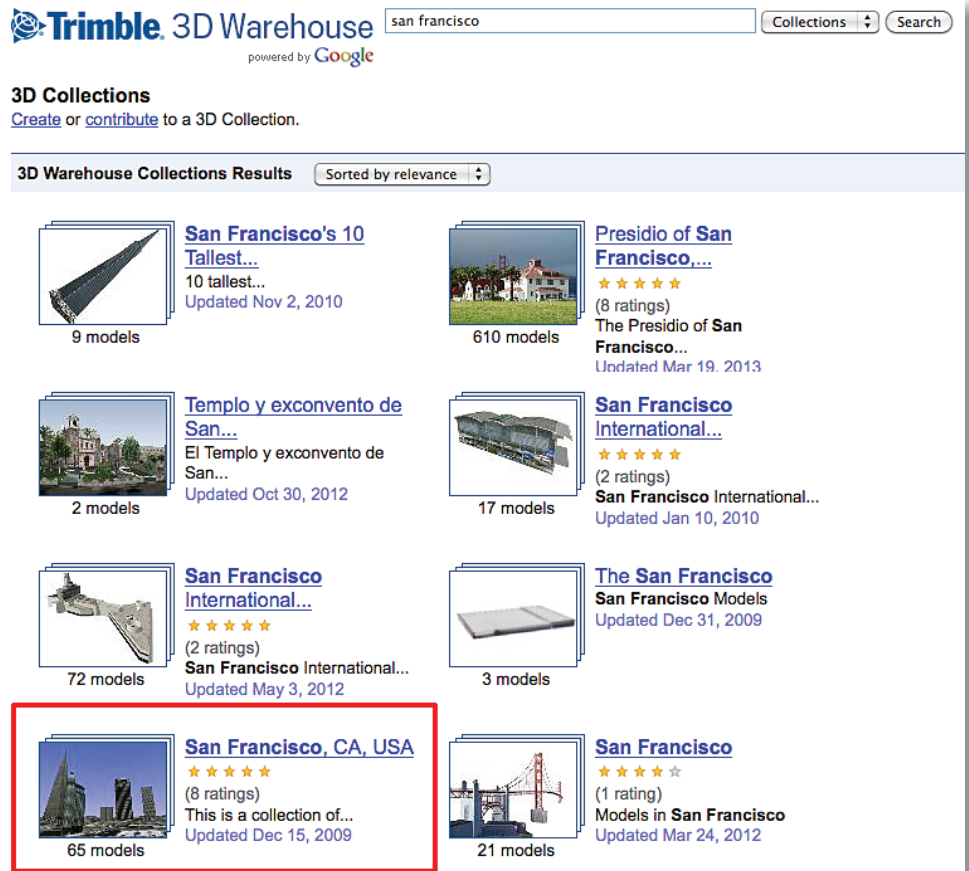 Trimble. 3D Warehouse
powered by Google
san francisco
Collections
Search
3D Collections
Create or contribute to a 3D Collection.
3D Warehouse Collections Results
Sorted by relevance
San Francisco's 10
Tallest...
10 tallest...
Updated Nov 2, 2010
9 models
Presidio of San
Francisco,...
(8 ratings)
The Presidio of San
Francisco...
Updated Mar 19, 2013
610 models
Templo y exconvento de
San...
El Templo y exconvento de
San...
Updated Oct 30, 2012
2 models
San Francisco
International...
(2 ratings)
San Francisco International...
Updated Jan 10, 2010
17 models
San Francisco
International...
(2 ratings)
San Francisco International...
Updated May 3, 2012
72 models
The San Francisco
San Francisco Models
Updated Dec 31, 2009
3 models
San Francisco, CA, USA
(8 ratings)
This is a collection of...
Updated Dec 15, 2009
65 models
San Francisco
(1 rating)
Models in San Francisco
Updated Mar 24, 2012
21 models